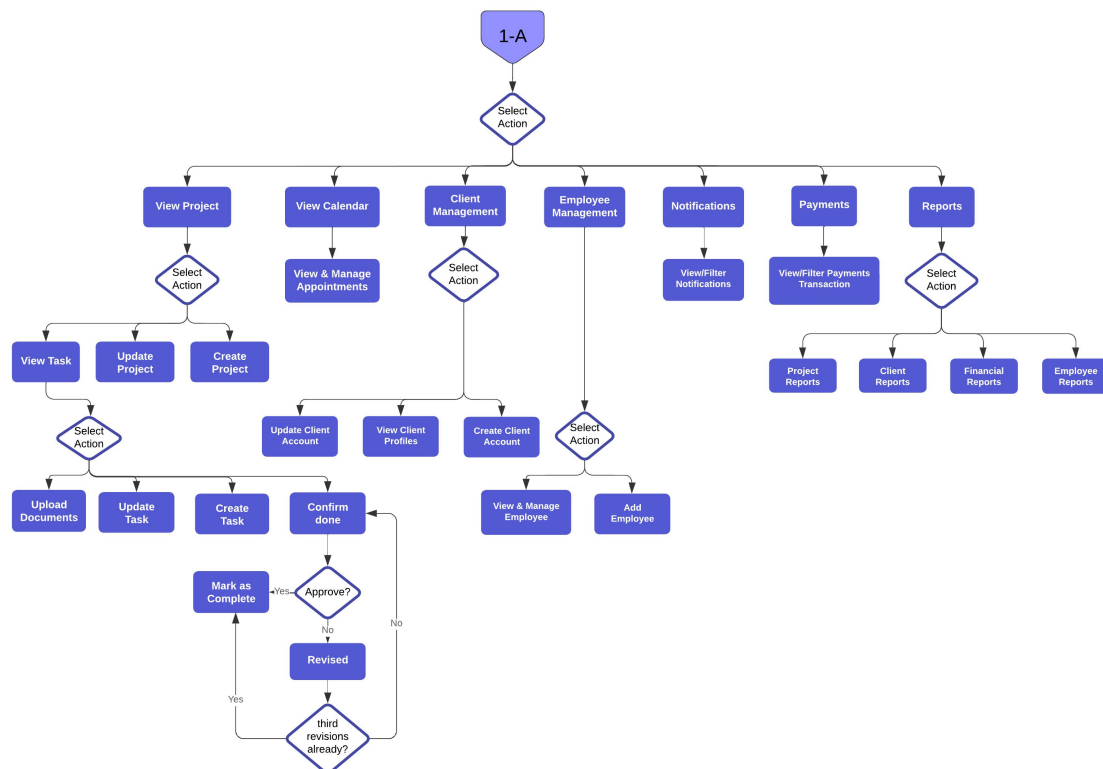 1-A
Select
Action
View Project
View Calendar
Client
Management
Employee
Management
Notifications
Payments
Reports
Select
Action
View & Manage
Appointments
Select
Action
View/Filter
Notifications
View/Filter Payments
Transaction
Select
Action
View Task
Update
Project
Create
Project
Project
Reports
Client
Reports
Financial
Reports
Employee
Reports
Select
Action
Update Client
Account
View Client
Profiles
Create Client
Account
Select
Action
Upload
Documents
Update
Task
Create
Task
Confirm
done
View & Manage
Employee
Add
Employee
Mark as
Complete
Yes
Approve?
No
No
Revised
Yes
third
revisions
already?